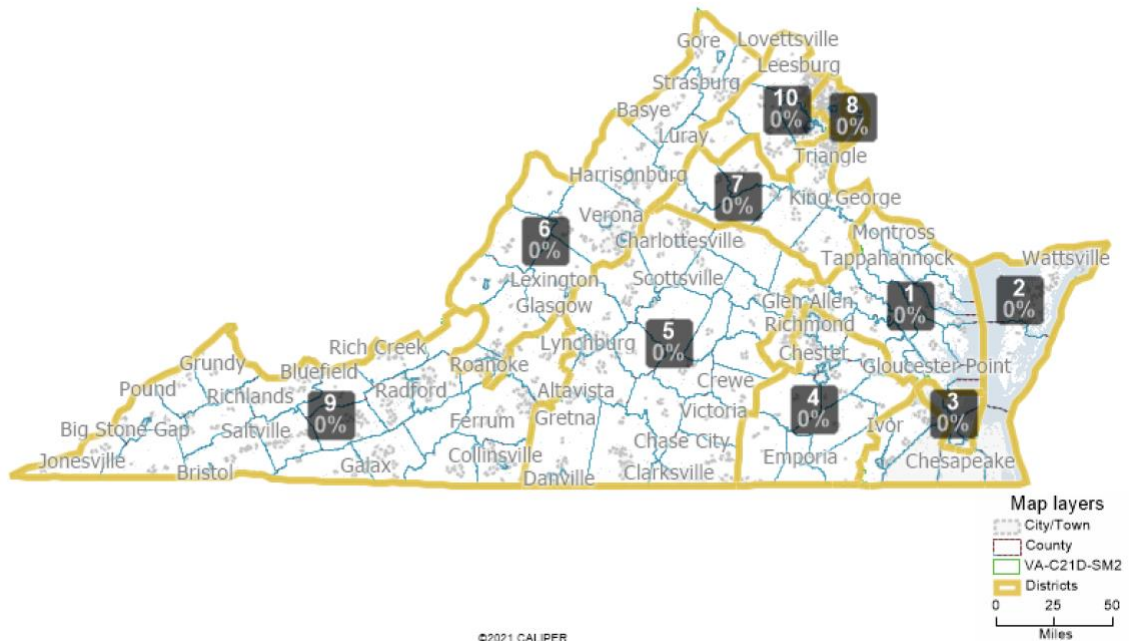 Gore
Lovettsville
Leesburg
Strasburg
10
0%
8
0%
Basye
Luray
Triangle
Harrisonburg
7
0%
King George
Verona
6
0%
Charlottesville
Montross
Tappahannock
Wattsville
Lexington
Scottsville
2
0%
Glasgow
Glen Allen
1
0%
Richmond
5
0%
Rich Creek
Lynchburg
Chester
Grundy
Bluefield
Roanoke
Gloucester Point
Pound
Richlands
Radford
Altavista
Crewe
9
0%
4
0%
3
0%
Big Stone Gap
Saltville
Ferrum
Gretna
Victoria
Ivor
Chase City
Jonesville
Bristol
Galax
Collinsville
Danville
Clarksville
Emporia
Chesapeake
Map layers
City/Town
County
VA-C21D-SM2
Districts
0 25 50
Miles
©2021 CALIPER